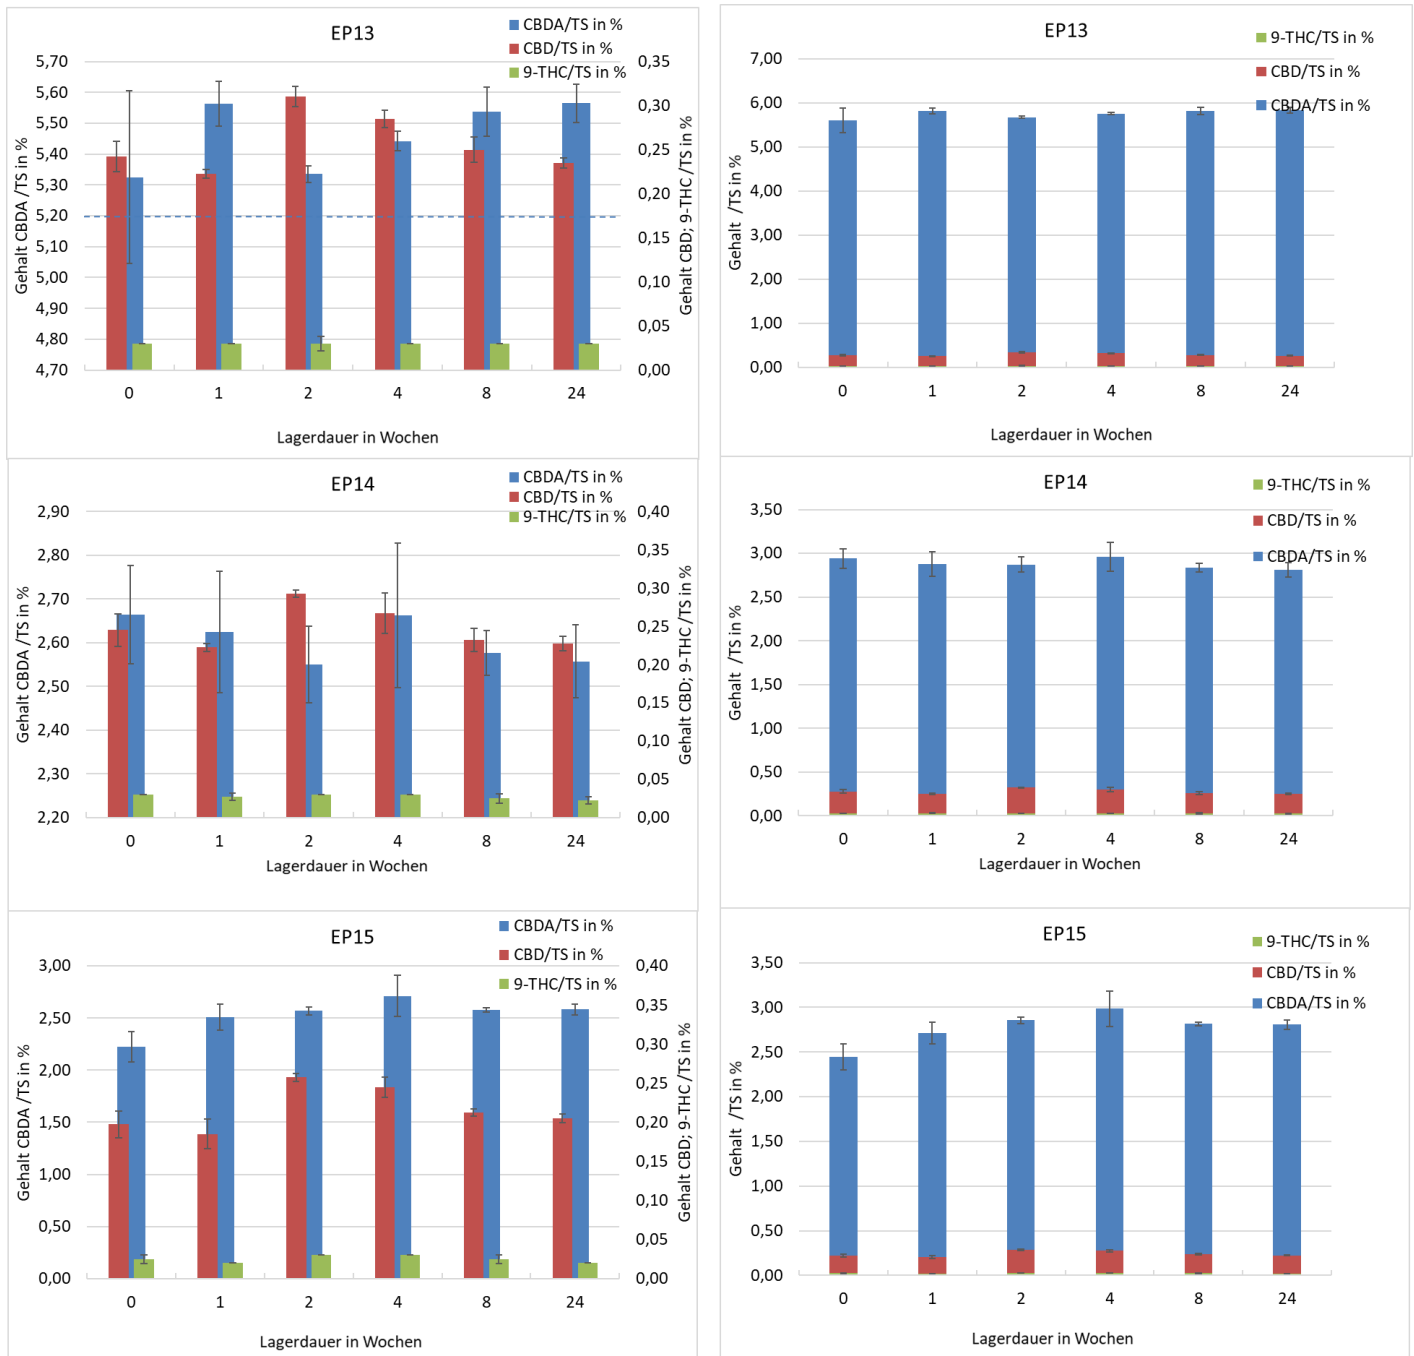 EP13
CBDA/TS in %
CBD/TS in %
9-THC/TS in %
Gehalt CBDA /TS in %
5,70
5,60
5,50
5,40
5,30
5,20
5,10
5,00
4,90
4,80
4,70
0,35
0,30
0,25
0,20
0,15
0,10
0,05
0,00
Gehalt CBD; 9-THC /TS in %
0 1 2 4 8 24
Lagerdauer in Wochen
EP13
9-THC/TS in %
CBD/TS in %
CBDA/TS in %
Gehalt /TS in %
7,00
6,00
5,00
4,00
3,00
2,00
1,00
0,00
0 1 2 4 8 24
Lagerdauer in Wochen
EP14
CBDA/TS in %
CBD/TS in %
9-THC/TS in %
Gehalt CBDA /TS in %
2,90
2,80
2,70
2,60
2,50
2,40
2,30
2,20
0,40
0,35
0,30
0,25
0,20
0,15
0,10
0,05
0,00
Gehalt CBD; 9-THC /TS in %
0 1 2 4 8 24
Lagerdauer in Wochen
EP14
9-THC/TS in %
CBD/TS in %
CBDA/TS in %
Gehalt /TS in %
3,50
3,00
2,50
2,00
1,50
1,00
0,50
0,00
0 1 2 4 8 24
Lagerdauer in Wochen
EP15
CBDA/TS in %
CBD/TS in %
9-THC/TS in %
Gehalt CBDA /TS in %
3,00
2,50
2,00
1,50
1,00
0,50
0,00
0,40
0,35
0,30
0,25
0,20
0,15
0,10
0,05
0,00
Gehalt CBD; 9-THC /TS in %
0 1 2 4 8 24
Lagerdauer in Wochen
EP15
9-THC/TS in %
CBD/TS in %
CBDA/TS in %
Gehalt /TS in %
3,50
3,00
2,50
2,00
1,50
1,00
0,50
0,00
0 1 2 4 8 24
Lagerdauer in Wochen